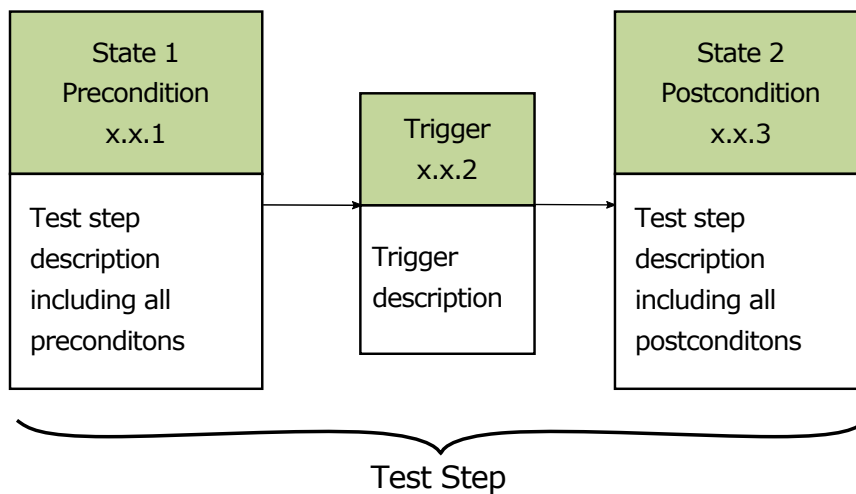 State 1
Precondition
x.x.1
Test step
description
including all
preconditons
Trigger
x.x.2
Trigger
description
State 2
Postcondition
x.x.3
Test step
description
including all
postconditons
Test Step